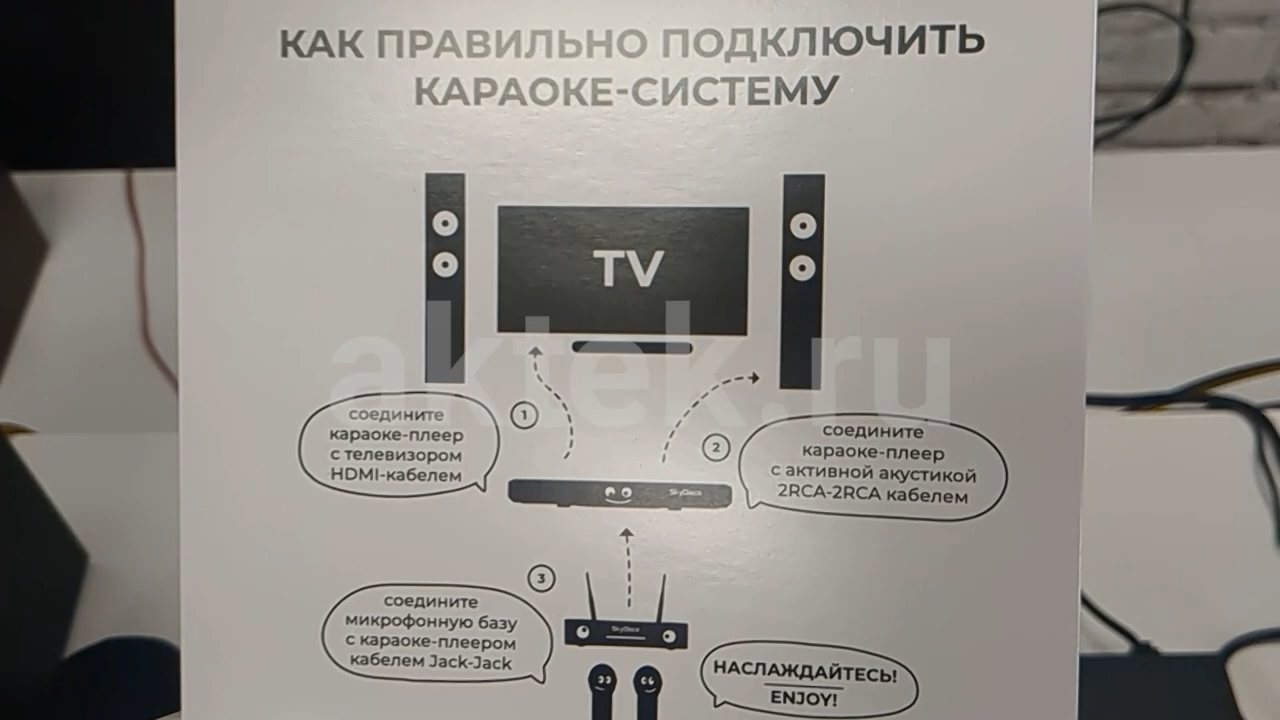 КАК ПРАВИЛЬНО ПОДКЛЮЧИТЬ
КАРАОКЕ-СИСТЕМУ
TV
aktek.ru
1
соедините
караоке-плеер
с телевизором
HDMI-кабелем
2
соедините
караоке-плеер
с активной акустикой
2RCA-2RCA кабелем
SkyDisco
3
соедините
микрофонную базу
с караоке-плеером
кабелем Jack-Jack
SkyDisco
НАСЛАЖДАЙТЕСЬ!
ENJOY!